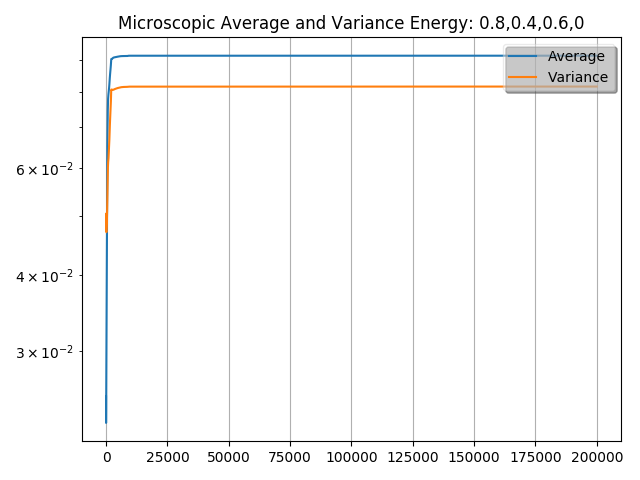 Microscopic Average and Variance Energy: 0.8,0.4,0.6,0
Average
Variance
6 × 10⁻²
4 × 10⁻²
3 × 10⁻²
0 25000 50000 75000 100000 125000 150000 175000 200000